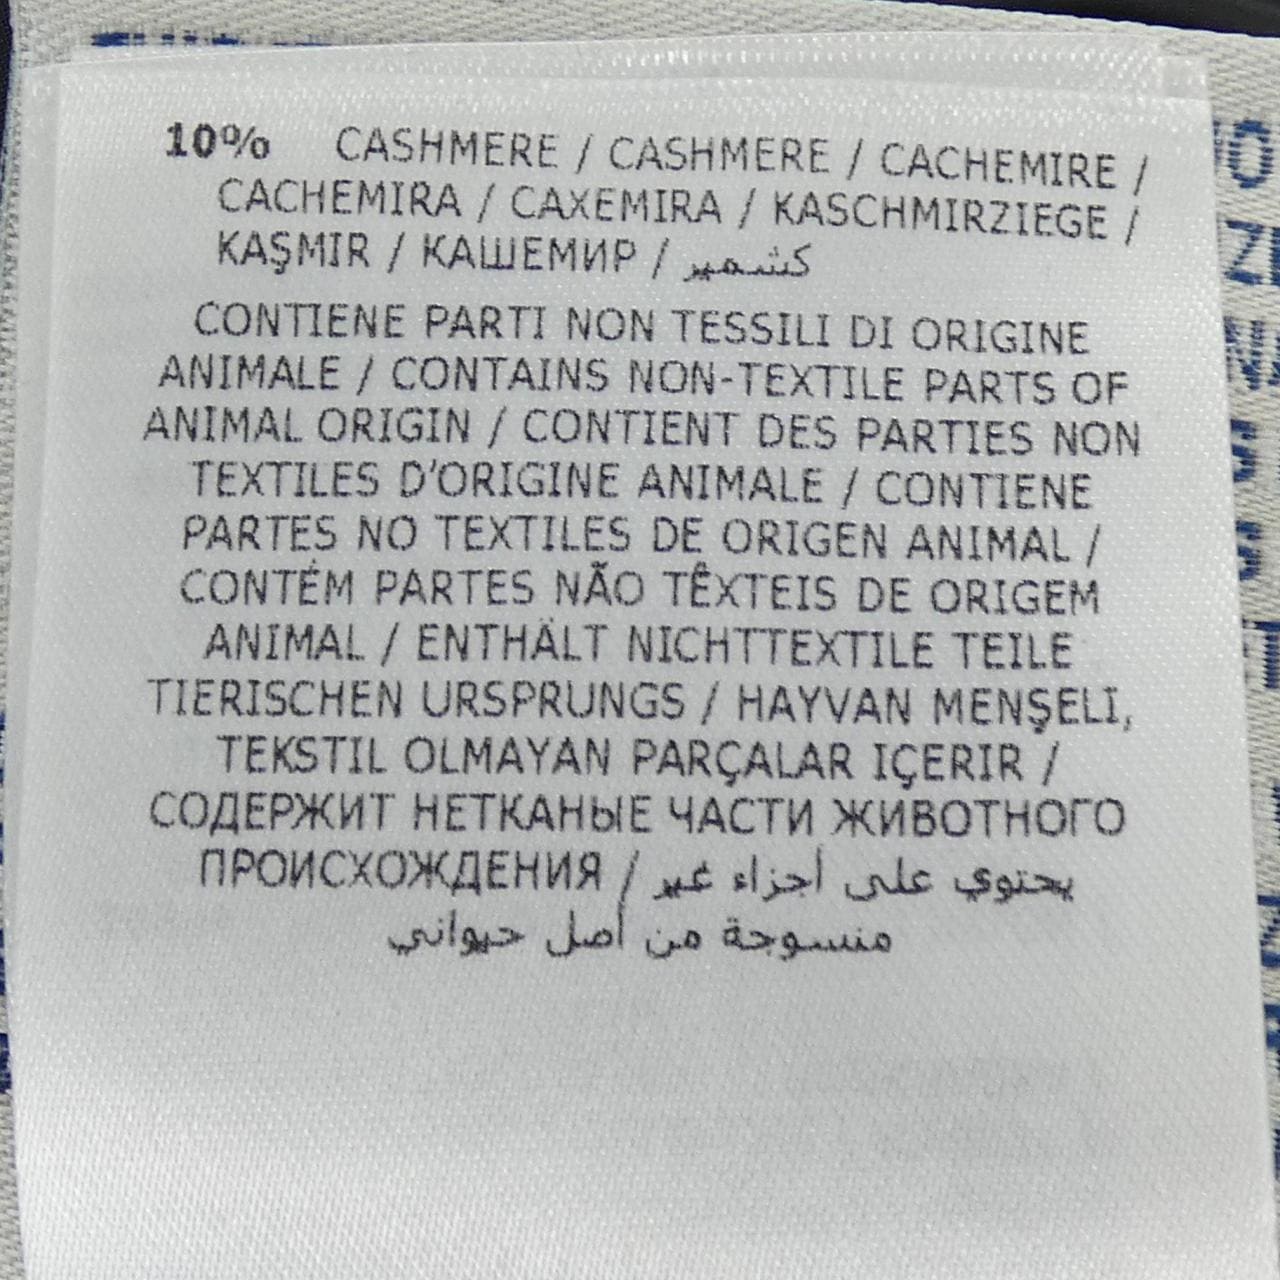 10% CASHMERE / CASHMERE / CACHEMIRE /
CACHEMIRA / CAXEMIRA / KASCHMIRZIEGE /
KAŞMIR / КАШЕМИР / كشمير
CONTIENE PARTI NON TESSILI DI ORIGINE
ANIMALE / CONTAINS NON-TEXTILE PARTS OF
ANIMAL ORIGIN / CONTIENT DES PARTIES NON
TEXTILES D'ORIGINE ANIMALE / CONTIENE
PARTES NO TEXTILES DE ORIGEN ANIMAL /
CONTÉM PARTES NÃO TÊXTEIS DE ORIGEM
ANIMAL / ENTHÄLT NICHTTEXTILE TEILE
TIERISCHEN URSPRUNGS / HAYVAN MENŞELI,
TEKSTIL OLMAYAN PARÇALAR IÇERIR /
СОДЕРЖИТ НЕТКАНЫЕ ЧАСТИ ЖИВОТНОГО
ПРОИСХОЖДЕНИЯ / يحتوي على أجزاء غير
منسوجة من أصل حيواني